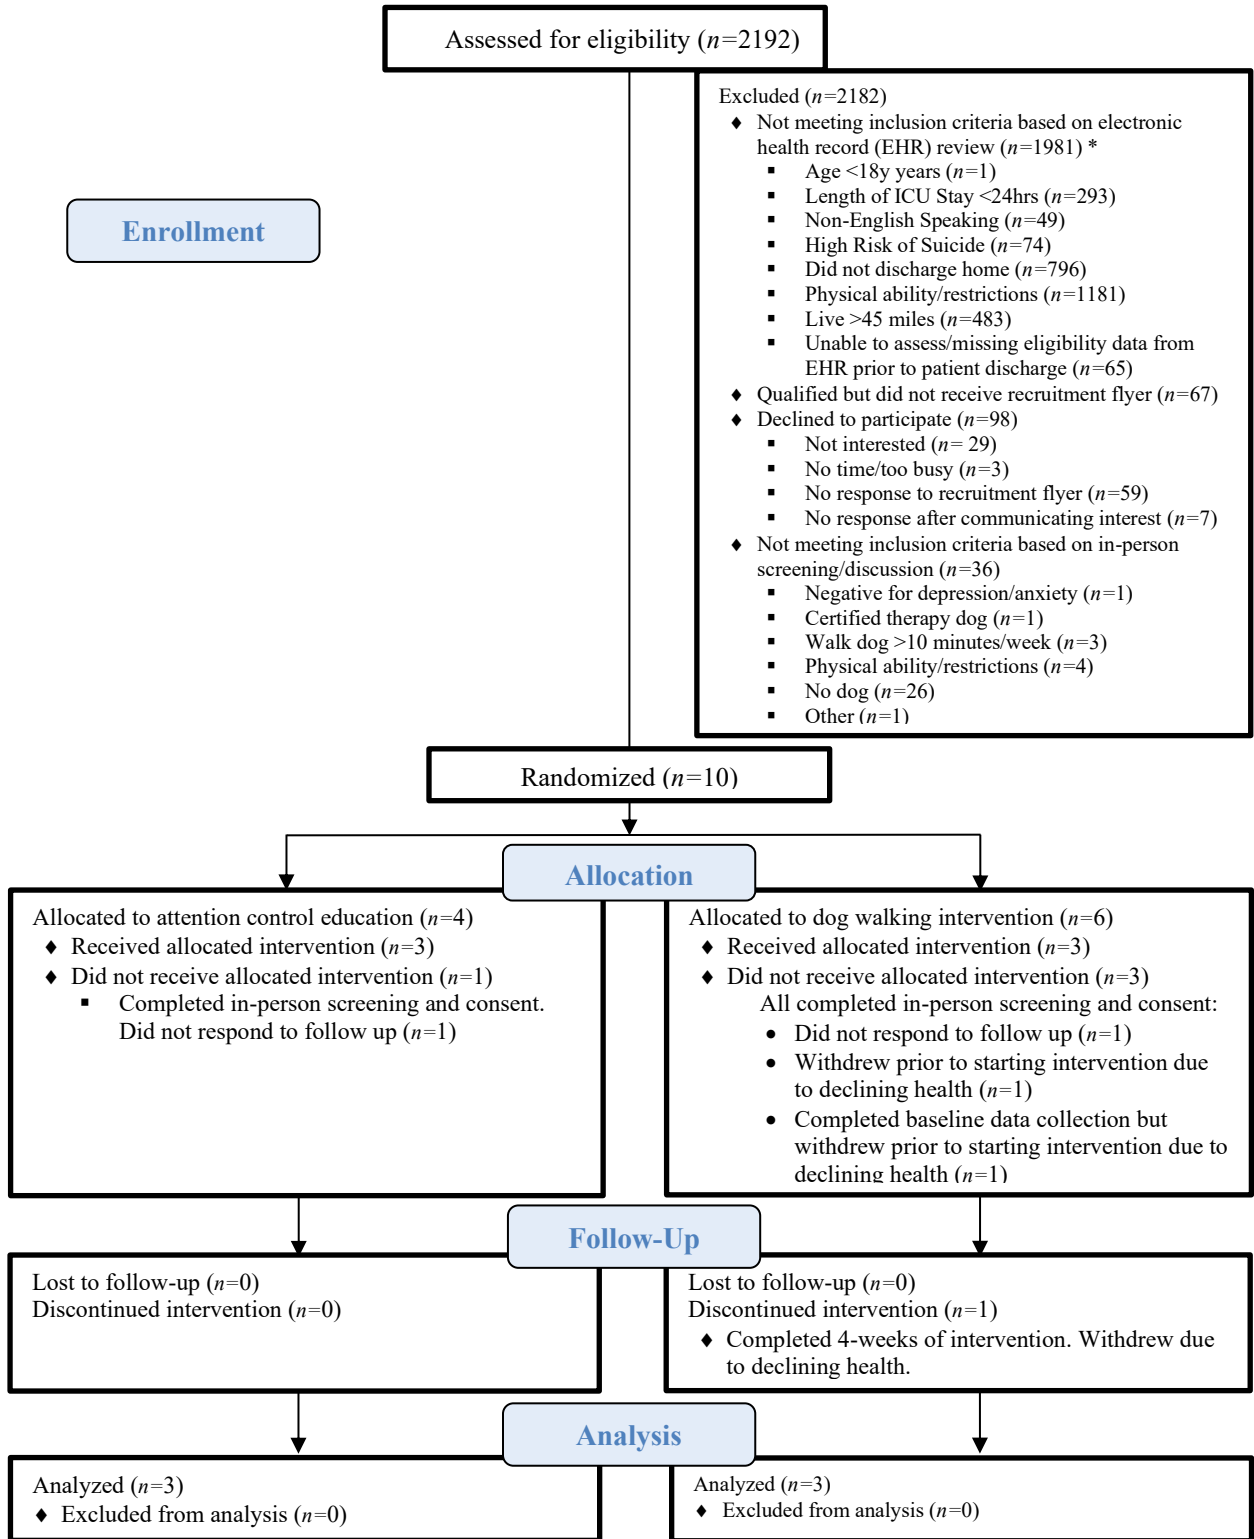 Assessed for eligibility (n=2192)
Excluded (n=2182)
♦ Not meeting inclusion criteria based on electronic
health record (EHR) review (n=1981) *
▪ Age <18y years (n=1)
▪ Length of ICU Stay <24hrs (n=293)
▪ Non-English Speaking (n=49)
▪ High Risk of Suicide (n=74)
▪ Did not discharge home (n=796)
▪ Physical ability/restrictions (n=1181)
▪ Live >45 miles (n=483)
▪ Unable to assess/missing eligibility data from
EHR prior to patient discharge (n=65)
♦ Qualified but did not receive recruitment flyer (n=67)
♦ Declined to participate (n=98)
▪ Not interested (n= 29)
▪ No time/too busy (n=3)
▪ No response to recruitment flyer (n=59)
▪ No response after communicating interest (n=7)
♦ Not meeting inclusion criteria based on in-person
screening/discussion (n=36)
▪ Negative for depression/anxiety (n=1)
▪ Certified therapy dog (n=1)
▪ Walk dog >10 minutes/week (n=3)
▪ Physical ability/restrictions (n=4)
▪ No dog (n=26)
▪ Other (n=1)
Enrollment
Randomized (n=10)
Allocation
Allocated to attention control education (n=4)
♦ Received allocated intervention (n=3)
♦ Did not receive allocated intervention (n=1)
▪ Completed in-person screening and consent.
Did not respond to follow up (n=1)
Allocated to dog walking intervention (n=6)
♦ Received allocated intervention (n=3)
♦ Did not receive allocated intervention (n=3)
All completed in-person screening and consent:
• Did not respond to follow up (n=1)
• Withdrew prior to starting intervention due
to declining health (n=1)
• Completed baseline data collection but
withdrew prior to starting intervention due to
declining health (n=1)
Follow-Up
Lost to follow-up (n=0)
Discontinued intervention (n=0)
Lost to follow-up (n=0)
Discontinued intervention (n=1)
♦ Completed 4-weeks of intervention. Withdrew due
to declining health.
Analysis
Analyzed (n=3)
♦ Excluded from analysis (n=0)
Analyzed (n=3)
♦ Excluded from analysis (n=0)